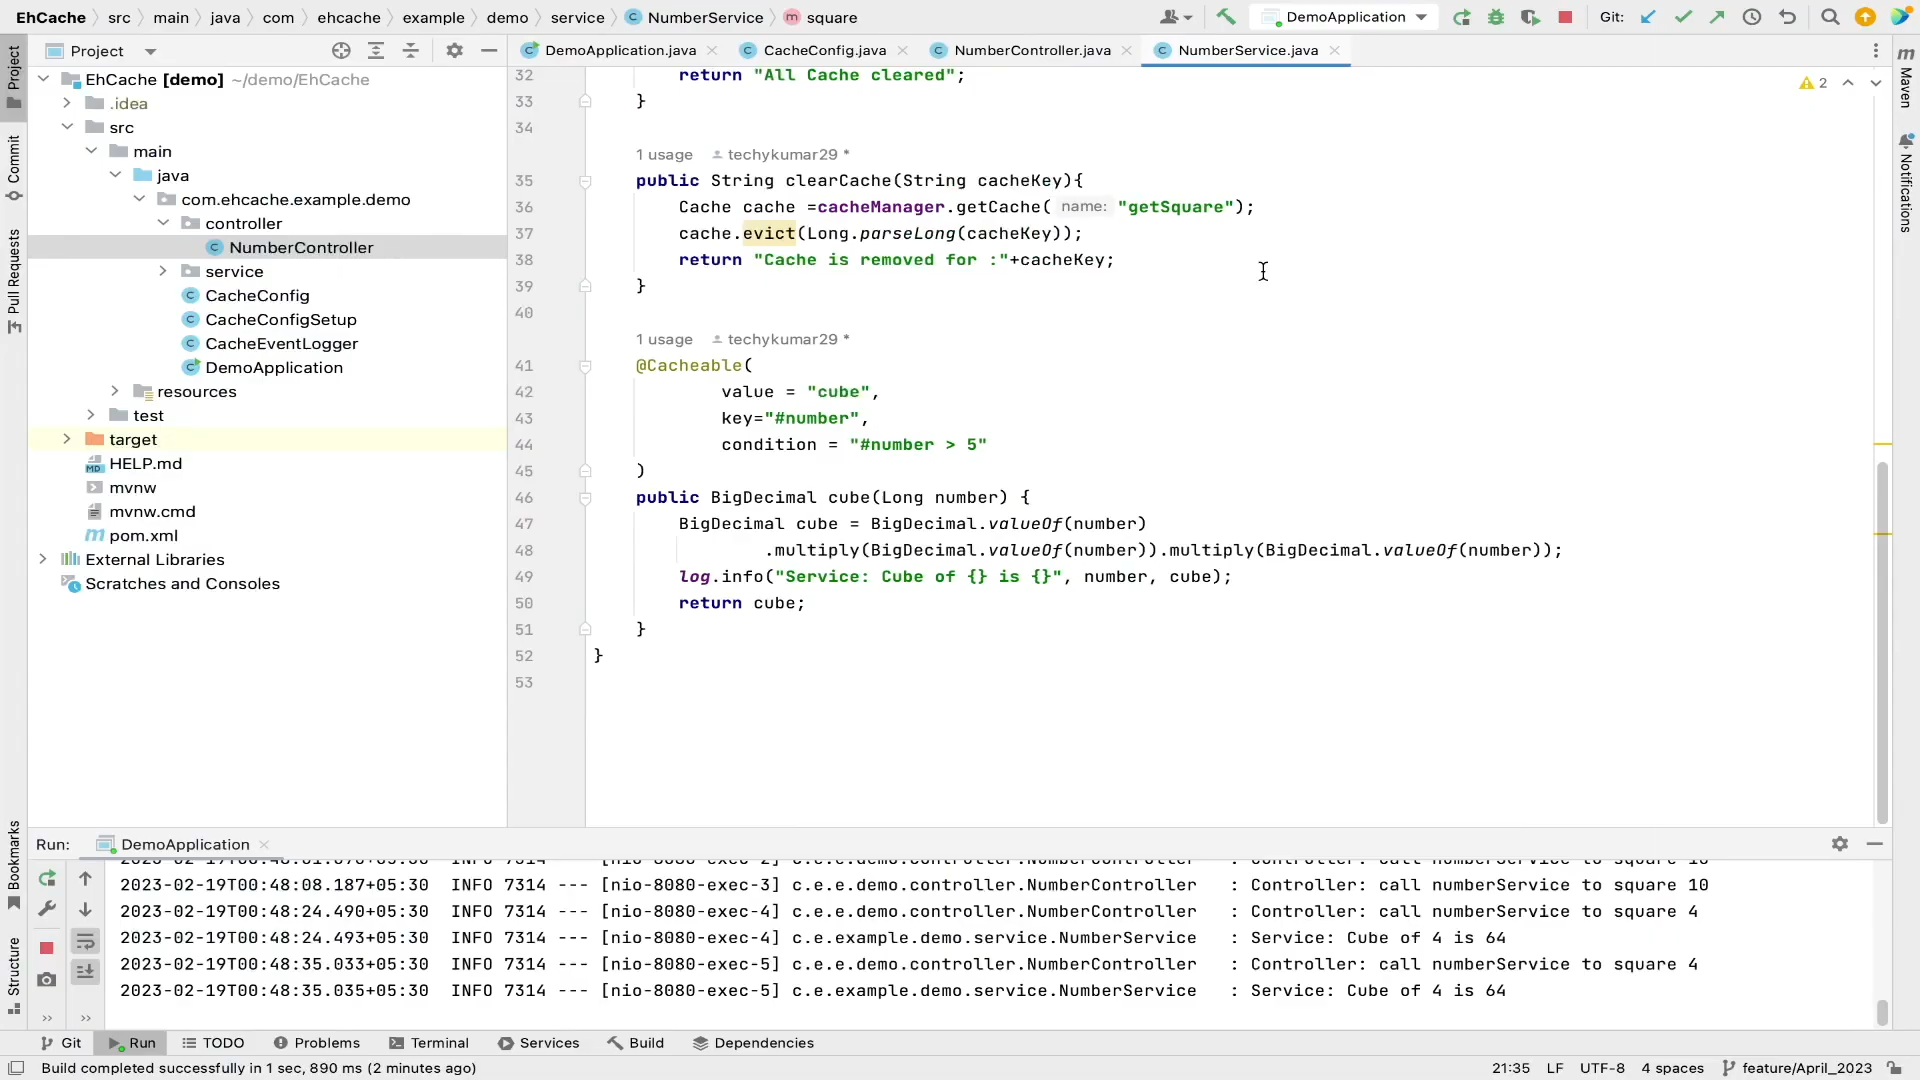 EhCache src main java com ehcache example demo service NumberService square
DemoApplication
Git:
Project
DemoApplication.java
CacheConfig.java
NumberController.java
NumberService.java
EhCache [demo] ~/demo/EhCache
.idea
src
main
java
com.ehcache.example.demo
controller
NumberController
service
CacheConfig
CacheConfigSetup
CacheEventLogger
DemoApplication
resources
test
target
HELP.md
mvnw
mvnw.cmd
pom.xml
External Libraries
Scratches and Consoles
Project
Commit
Pull Requests
Bookmarks
Structure
Maven
Notifications
2
32 return "All Cache cleared";
33 }
34
1 usage techykumar29 *
35 public String clearCache(String cacheKey){
36 Cache cache =cacheManager.getCache( name: "getSquare");
37 cache.evict(Long.parseLong(cacheKey));
38 return "Cache is removed for :"+cacheKey;
39 }
40
1 usage techykumar29 *
41 @Cacheable(
42 value = "cube",
43 key="#number",
44 condition = "#number > 5"
45 )
46 public BigDecimal cube(Long number) {
47 BigDecimal cube = BigDecimal.valueOf(number)
48 .multiply(BigDecimal.valueOf(number)).multiply(BigDecimal.valueOf(number));
49 log.info("Service: Cube of {} is {}", number, cube);
50 return cube;
51 }
52 }
53
Run: DemoApplication
2023-02-19T00:48:08.187+05:30 INFO 7314 --- [nio-8080-exec-3] c.e.e.demo.controller.NumberController : Controller: call numberService to square 10
2023-02-19T00:48:24.490+05:30 INFO 7314 --- [nio-8080-exec-4] c.e.e.demo.controller.NumberController : Controller: call numberService to square 4
2023-02-19T00:48:24.493+05:30 INFO 7314 --- [nio-8080-exec-4] c.e.example.demo.service.NumberService : Service: Cube of 4 is 64
2023-02-19T00:48:35.033+05:30 INFO 7314 --- [nio-8080-exec-5] c.e.e.demo.controller.NumberController : Controller: call numberService to square 4
2023-02-19T00:48:35.035+05:30 INFO 7314 --- [nio-8080-exec-5] c.e.example.demo.service.NumberService : Service: Cube of 4 is 64
Git Run TODO Problems Terminal Services Build Dependencies
Build completed successfully in 1 sec, 890 ms (2 minutes ago)
21:35 LF UTF-8 4 spaces feature/April_2023